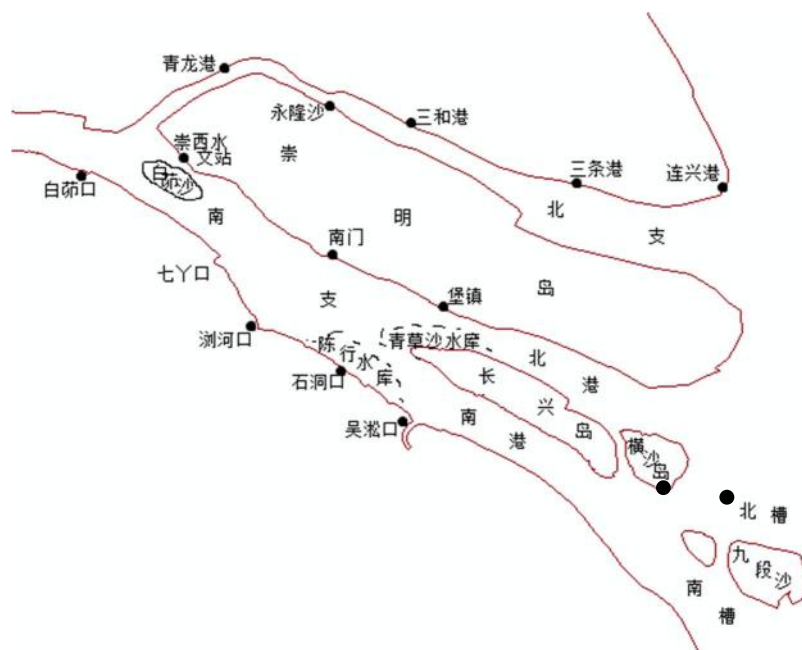 青龙港
永隆沙
三和港
崇西水
文站
崇
白茆沙
白茆口
三条港
连兴港
南
明
北
支
南门
七丫口
支
堡镇
岛
浏河口
陈行水库
青草沙水库
北
港
石洞口
长
兴
岛
吴淞口
南
港
横沙岛
北槽
九段沙
南
槽